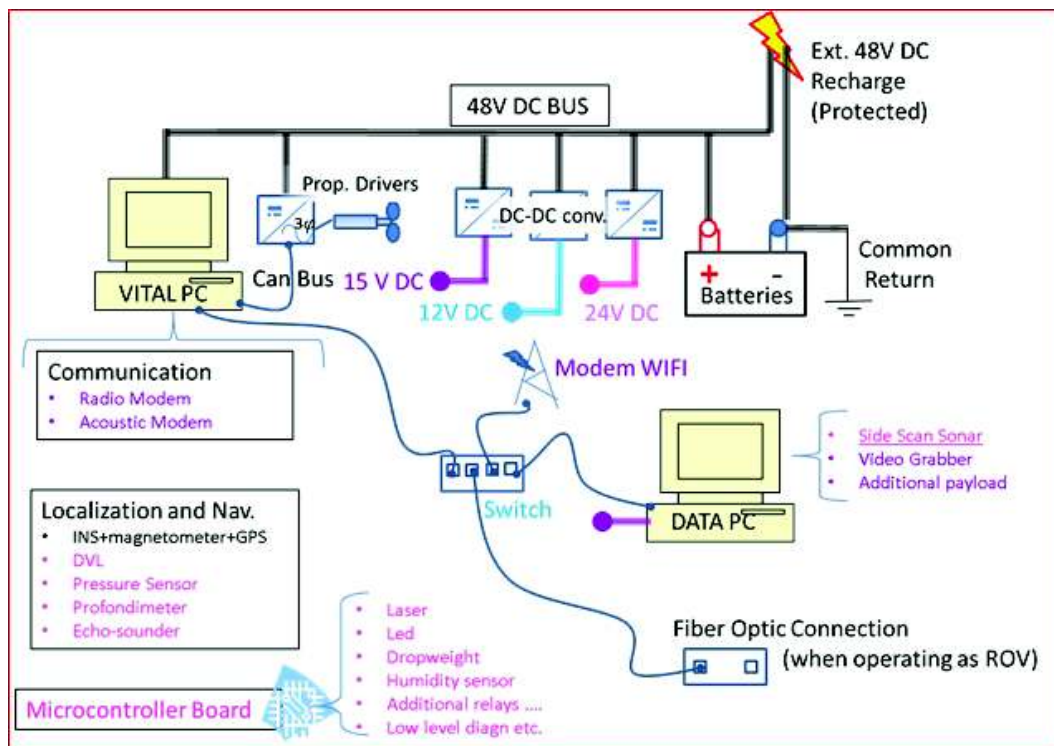 Ext. 48V DC
Recharge
(Protected)
48V DC BUS
Prop. Drivers
3φ
DC-DC conv.
Can Bus
VITAL PC
15 V DC
12V DC
24V DC
+
-
Batteries
Common
Return
Communication
• Radio Modem
• Acoustic Modem
Modem WIFI
Switch
DATA PC
• Side Scan Sonar
• Video Grabber
• Additional payload
Localization and Nav.
• INS+magnetometer+GPS
• DVL
• Pressure Sensor
• Profondimeter
• Echo-sounder
Microcontroller Board
• Laser
• Led
• Dropweight
• Humidity sensor
• Additional relays ....
• Low level diagn etc.
Fiber Optic Connection
(when operating as ROV)